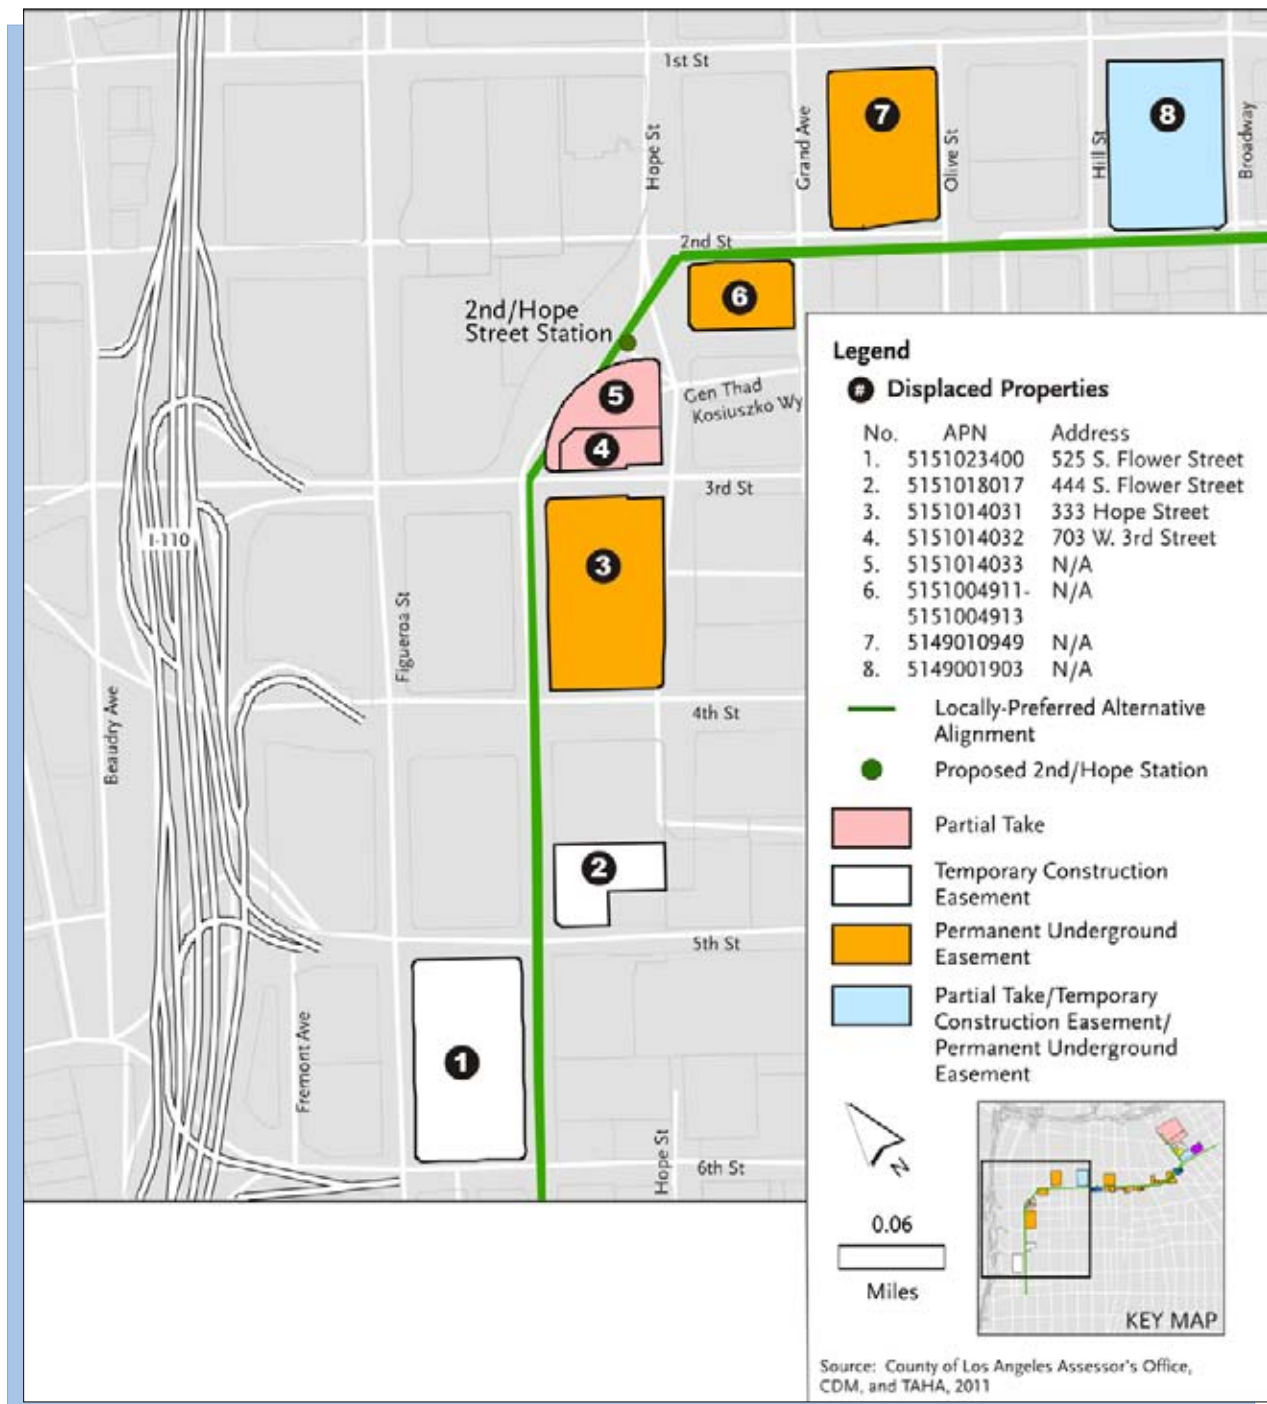 1st St
Hope St
Grand Ave
7
Olive St
Hill St
8
Broadway
2nd St
6
2nd/Hope
Street Station
5
Gen Thad
Kosiuszko Wy
4
3rd St
I-110
3
Figueroa St
Beaudry Ave
4th St
2
5th St
1
Fremont Ave
Hope St
6th St
Legend
# Displaced Properties
No. APN Address
1. 5151023400 525 S. Flower Street
2. 5151018017 444 S. Flower Street
3. 5151014031 333 Hope Street
4. 5151014032 703 W. 3rd Street
5. 5151014033 N/A
6. 5151004911- N/A
5151004913
7. 5149010949 N/A
8. 5149001903 N/A
Locally-Preferred Alternative
Alignment
Proposed 2nd/Hope Station
Partial Take
Temporary Construction
Easement
Permanent Underground
Easement
Partial Take/Temporary
Construction Easement/
Permanent Underground
Easement
N
0.06
Miles
KEY MAP
Source: County of Los Angeles Assessor's Office,
CDM, and TAHA, 2011